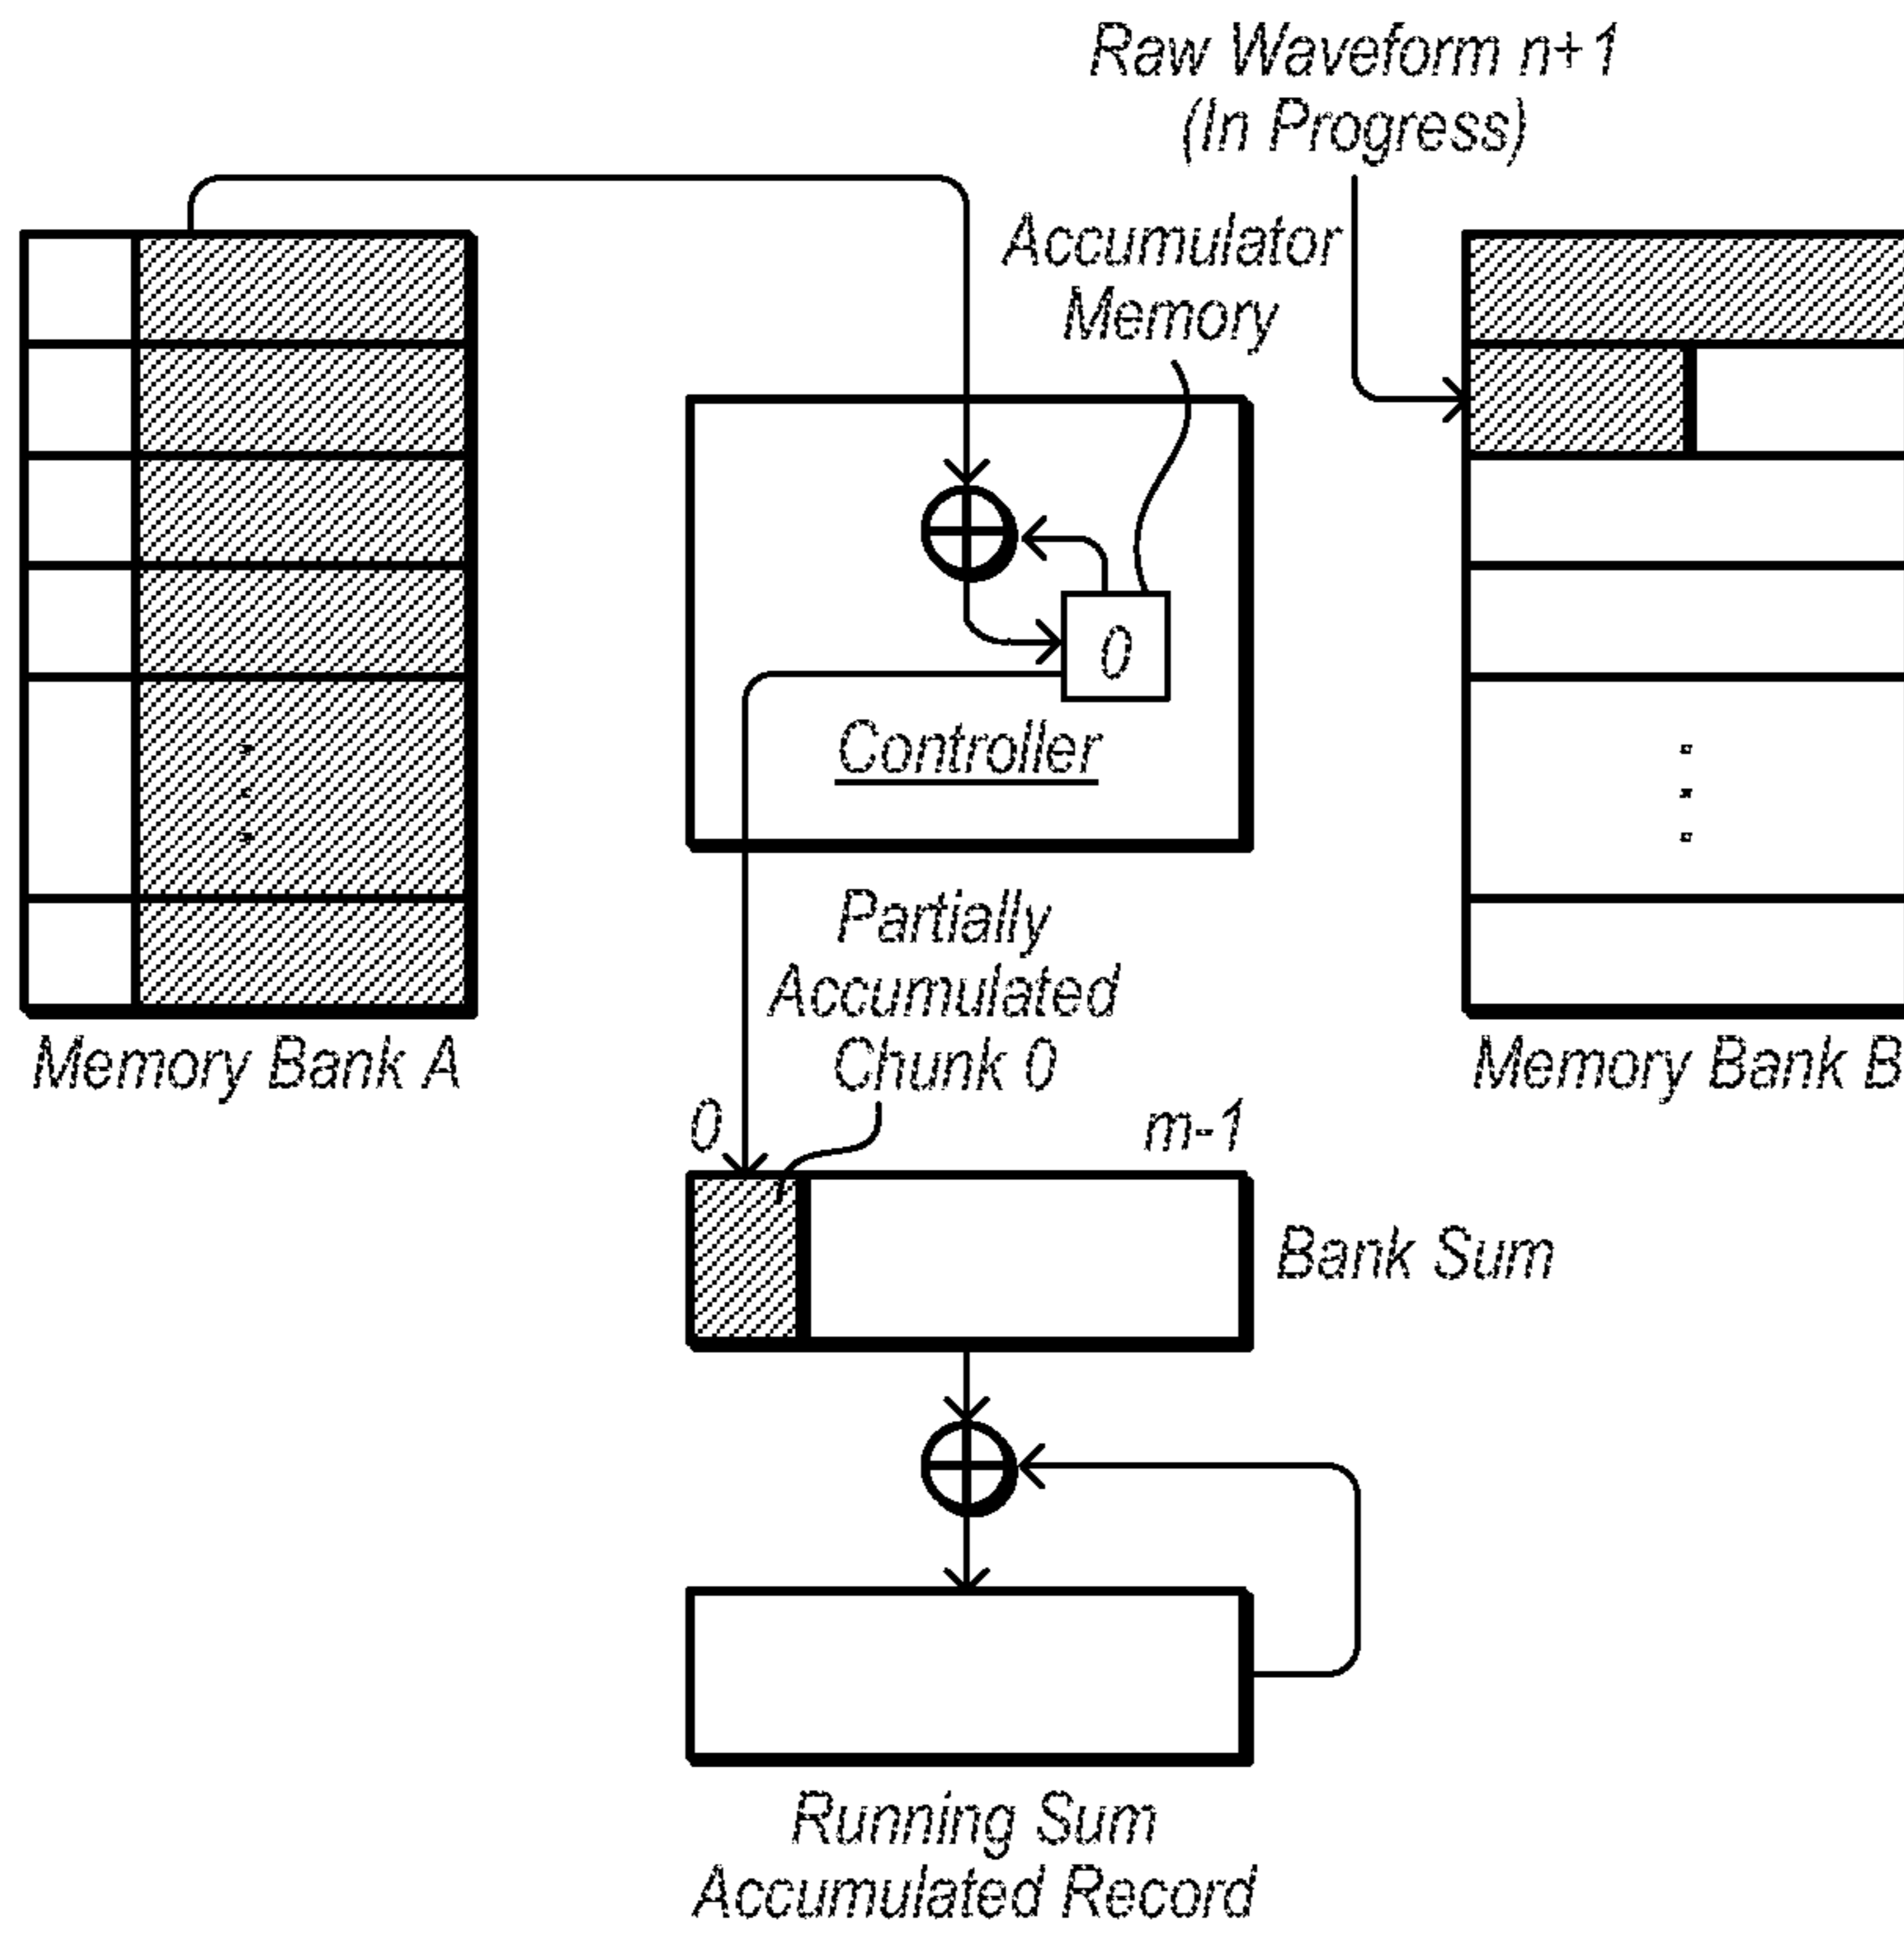 Raw Waveform n+1
(In Progress)
Accumulator
Memory
0
Controller
Partially
Accumulated
Chunk 0
Memory Bank A
Memory Bank B
0
m-1
Bank Sum
Running Sum
Accumulated Record